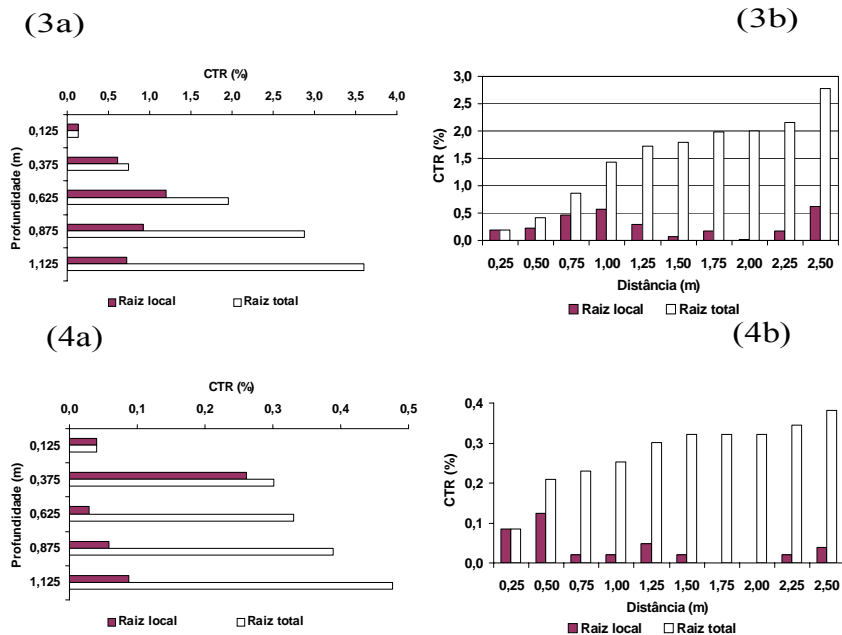 (3a)
CTR (%)
0,0 0,5 1,0 1,5 2,0 2,5 3,0 3,5 4,0
Profundidade (m)
0,125
0,375
0,625
0,875
1,125
Raiz local Raiz total
(3b)
CTR (%)
3,0
2,5
2,0
1,5
1,0
0,5
0,0
0,25 0,50 0,75 1,00 1,25 1,50 1,75 2,00 2,25 2,50
Distância (m)
Raiz local Raiz total
(4a)
CTR (%)
0,0 0,1 0,2 0,3 0,4 0,5
Profundidade (m)
0,125
0,375
0,625
0,875
1,125
Raiz local Raiz total
(4b)
CTR (%)
0,4
0,3
0,2
0,1
0,0
0,25 0,50 0,75 1,00 1,25 1,50 1,75 2,00 2,25 2,50
Distância (m)
Raiz local Raiz total